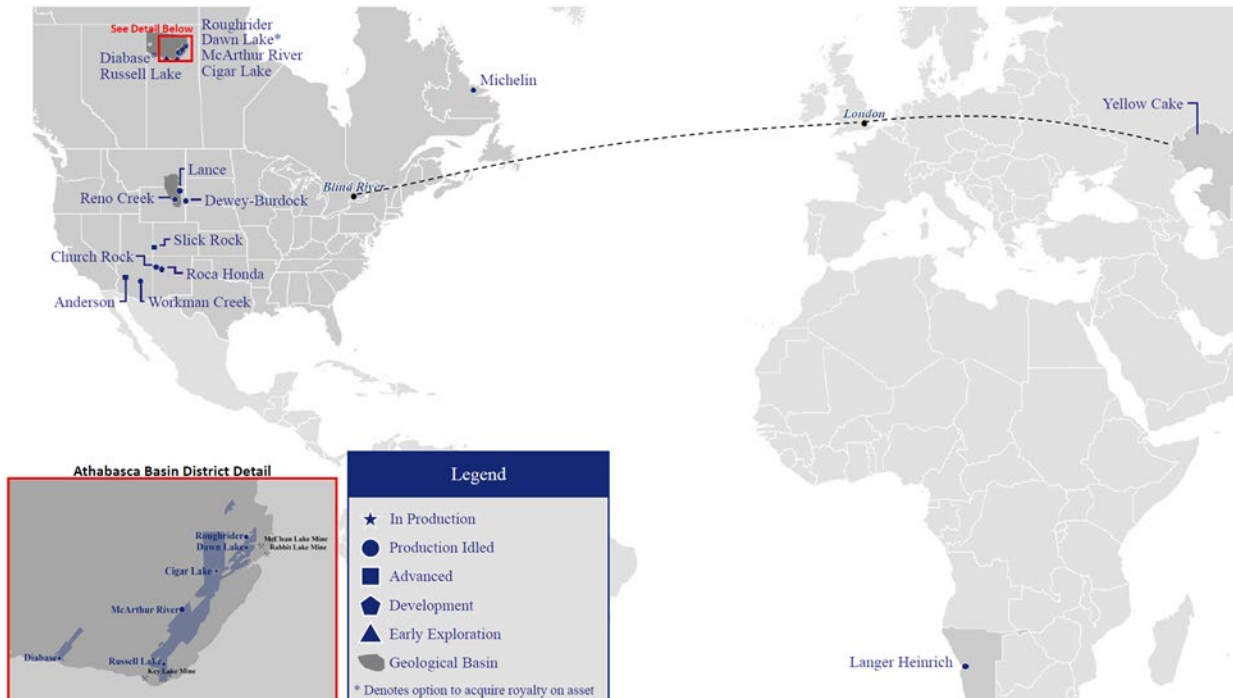 See Detail Below
Roughrider
Dawn Lake*
McArthur River
Cigar Lake
Diabase
Russell Lake
Michelin
Yellow Cake
London
Blind River
Lance
Reno Creek
Dewey-Burdock
Slick Rock
Church Rock
Roca Honda
Anderson
Workman Creek
Langer Heinrich
Athabasca Basin District Detail
Roughrider
McClean Lake Mine
Dawn Lake
Rabbit Lake Mine
Cigar Lake
McArthur River
Diabase
Russell Lake
Key Lake Mine
Legend
In Production
Production Idled
Advanced
Development
Early Exploration
Geological Basin
* Denotes option to acquire royalty on asset